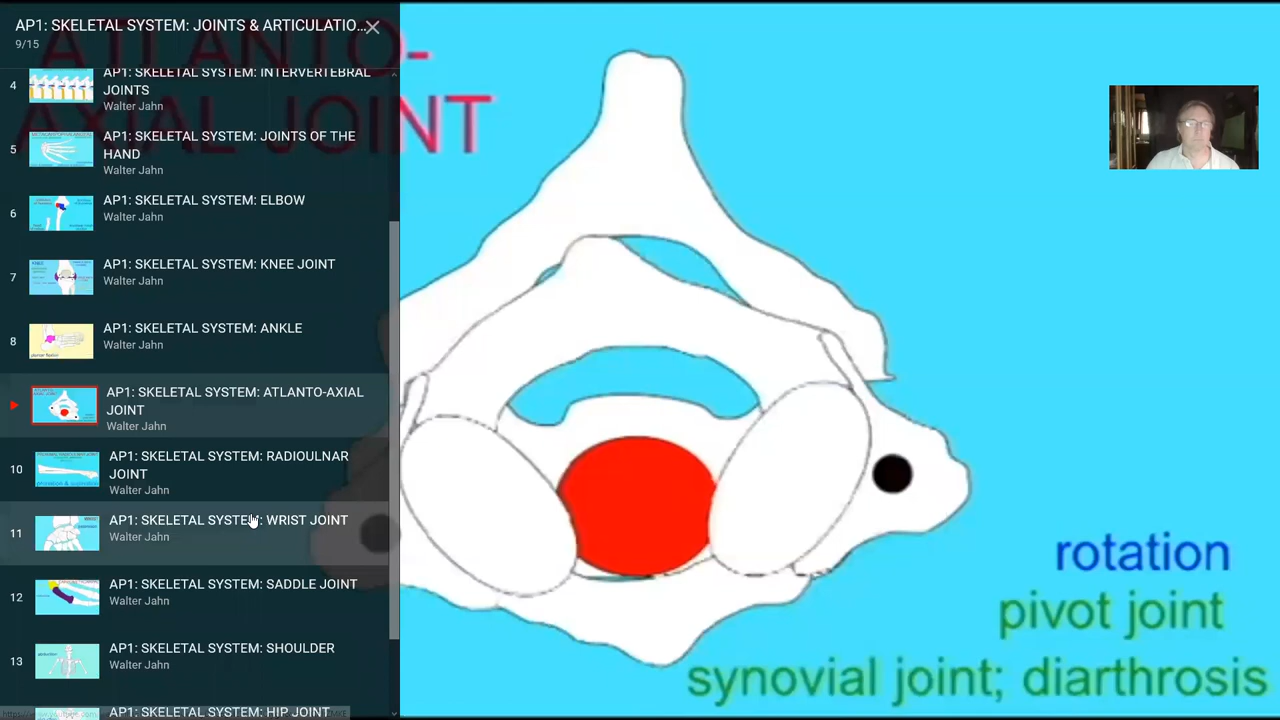 AP1: SKELETAL SYSTEM: JOINTS & ARTICULATIO...
9/15
ATLANTO-
AXIAL JOINT
4
AP1: SKELETAL SYSTEM: INTERVERTEBRAL
JOINTS
Walter Jahn
5
AP1: SKELETAL SYSTEM: JOINTS OF THE
HAND
Walter Jahn
6
AP1: SKELETAL SYSTEM: ELBOW
Walter Jahn
7
AP1: SKELETAL SYSTEM: KNEE JOINT
Walter Jahn
8
AP1: SKELETAL SYSTEM: ANKLE
Walter Jahn
AP1: SKELETAL SYSTEM: ATLANTO-AXIAL
JOINT
Walter Jahn
10
AP1: SKELETAL SYSTEM: RADIOULNAR
JOINT
Walter Jahn
11
AP1: SKELETAL SYSTEM: WRIST JOINT
Walter Jahn
12
AP1: SKELETAL SYSTEM: SADDLE JOINT
Walter Jahn
13
AP1: SKELETAL SYSTEM: SHOULDER
Walter Jahn
AP1: SKELETAL SYSTEM: HIP JOINT
rotation
pivot joint
synovial joint; diarthrosis